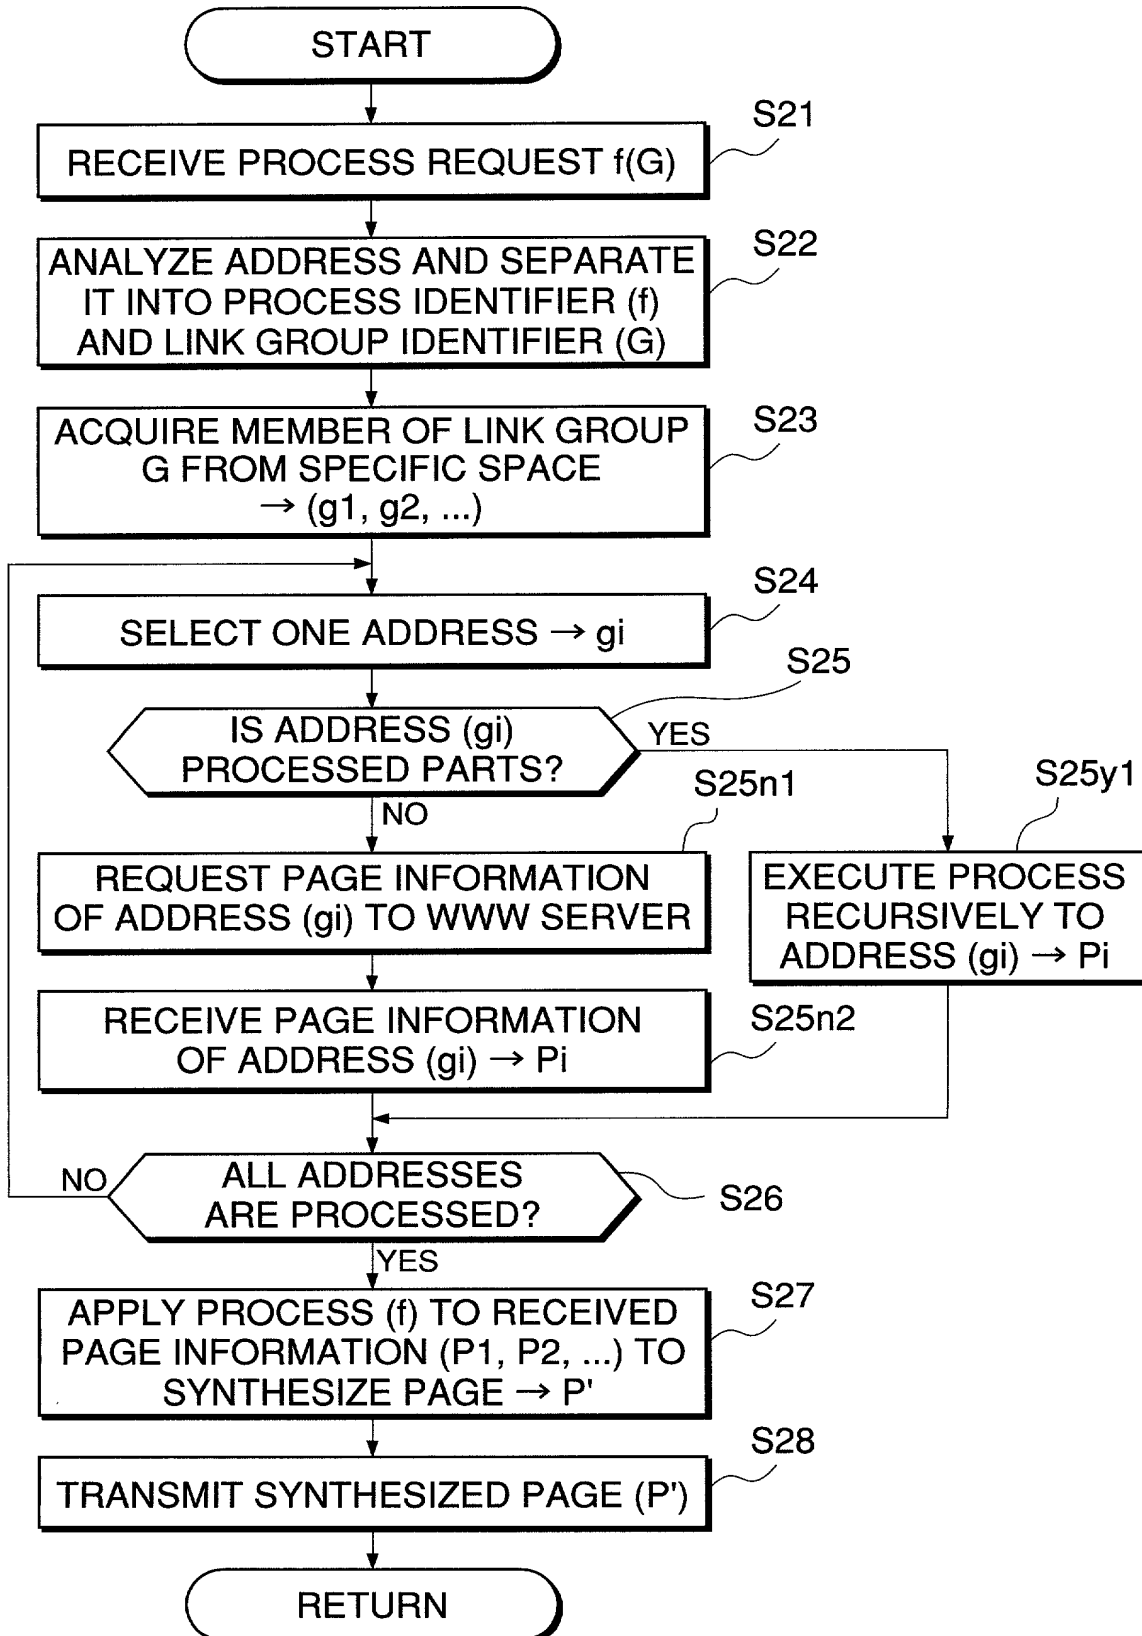 START
S21
RECEIVE PROCESS REQUEST f(G)
S22
ANALYZE ADDRESS AND SEPARATE
IT INTO PROCESS IDENTIFIER (f)
AND LINK GROUP IDENTIFIER (G)
S23
ACQUIRE MEMBER OF LINK GROUP
G FROM SPECIFIC SPACE
→ (g1, g2, ...)
S24
SELECT ONE ADDRESS → gi
S25
IS ADDRESS (gi)
PROCESSED PARTS?
YES
NO
S25n1
REQUEST PAGE INFORMATION
OF ADDRESS (gi) TO WWW SERVER
S25y1
EXECUTE PROCESS
RECURSIVELY TO
ADDRESS (gi) → Pi
S25n2
RECEIVE PAGE INFORMATION
OF ADDRESS (gi) → Pi
S26
ALL ADDRESSES
ARE PROCESSED?
NO
YES
S27
APPLY PROCESS (f) TO RECEIVED
PAGE INFORMATION (P1, P2, ...) TO
SYNTHESIZE PAGE → P'
S28
TRANSMIT SYNTHESIZED PAGE (P')
RETURN